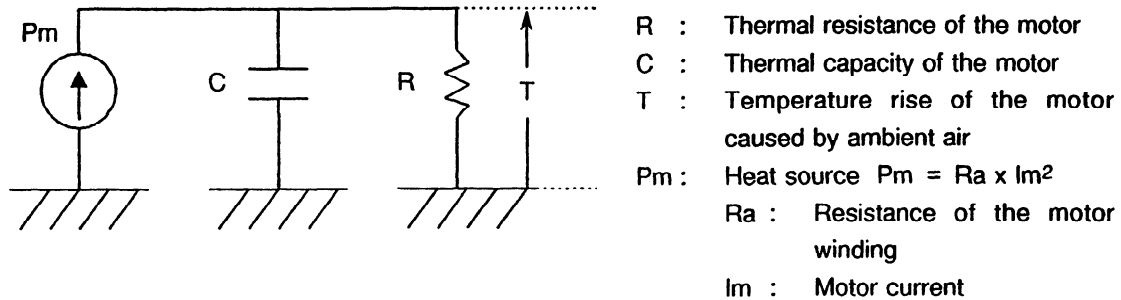 Pm
C
R
T
R : Thermal resistance of the motor
C : Thermal capacity of the motor
T : Temperature rise of the motor
caused by ambient air
Pm : Heat source Pm = Ra x Im²
Ra : Resistance of the motor
winding
Im : Motor current